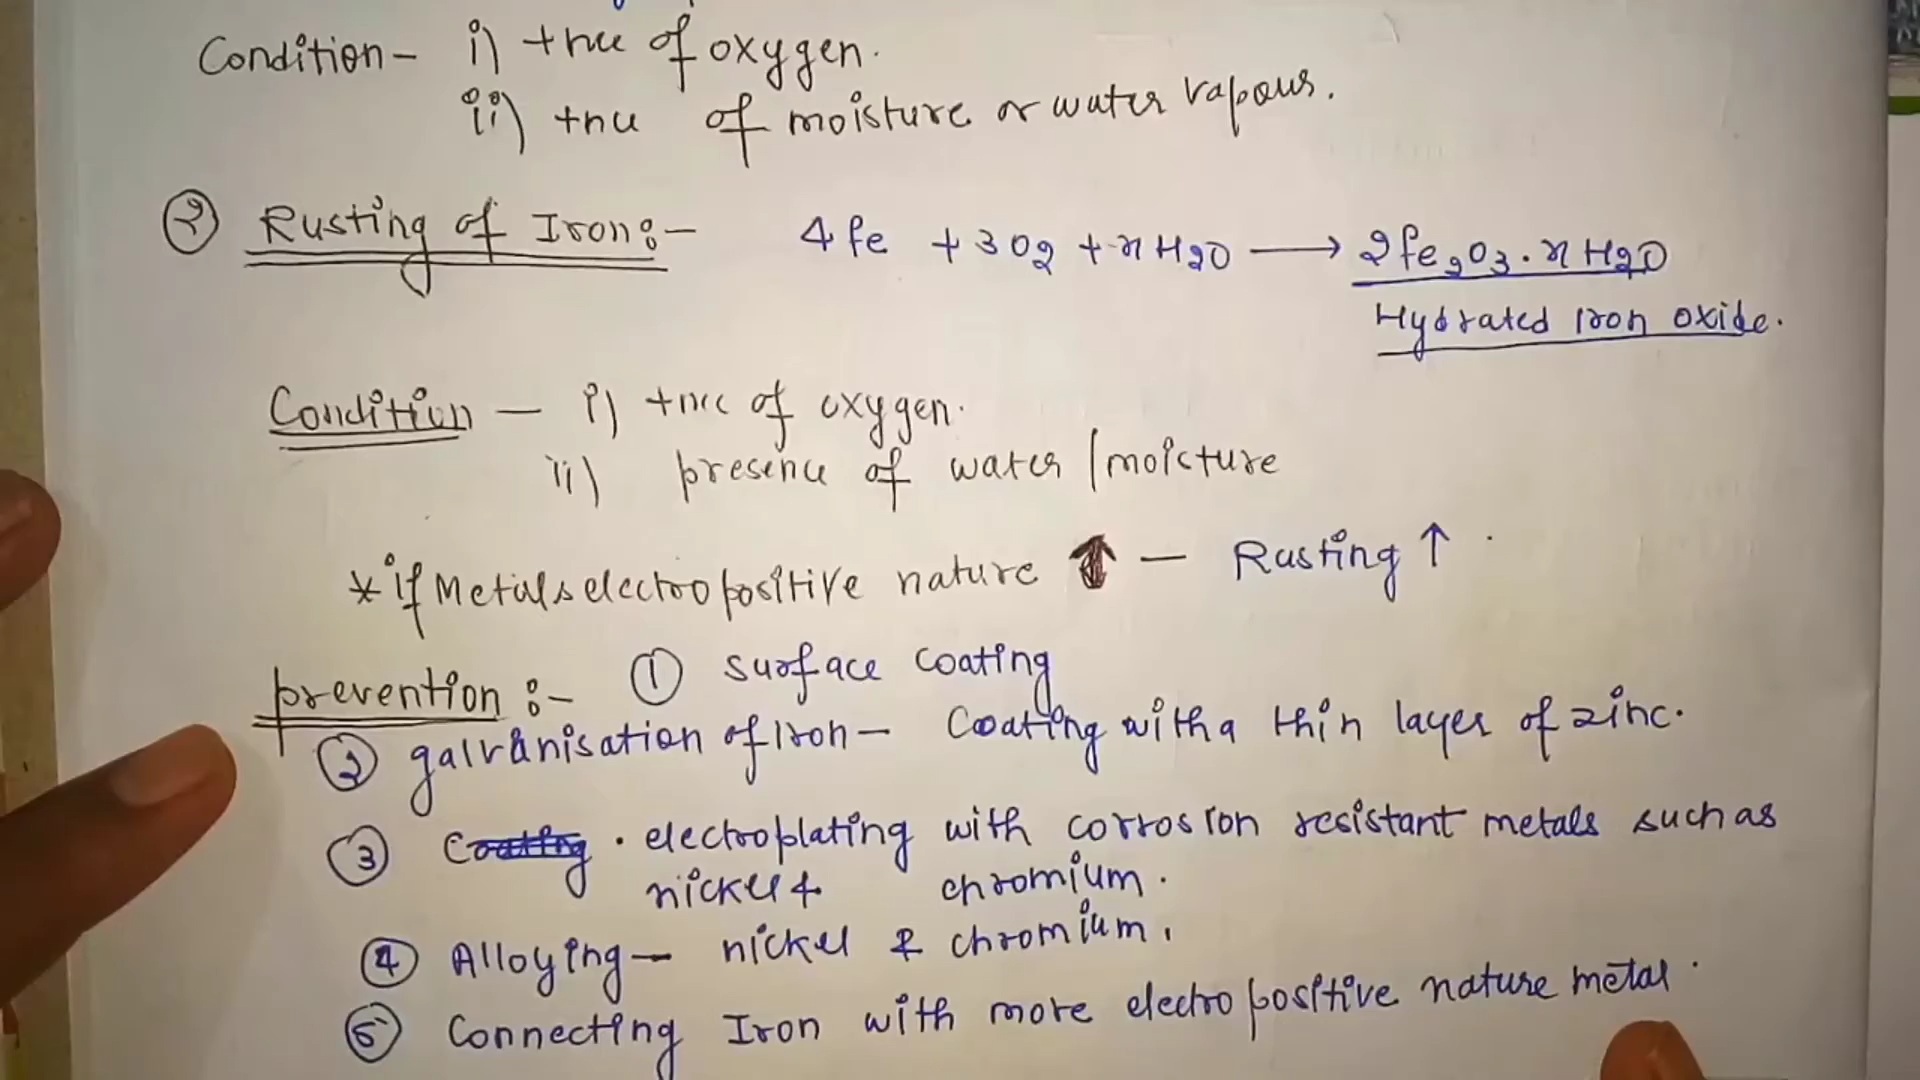 Condition- i) +nce of oxygen.
ii) +nce of moisture or water vapours.
② Rusting of Iron:- 4 fe + 3 O2 + n H2O → 2fe2O3 . n H2O
Hydrated Iron oxide.
Condition - i) +nce of oxygen.
ii) presence of water / moisture
* if Metals electropositive nature ↑ - Rusting ↑
prevention :- ① surface coating
② galvanisation of Iron- Coating with a thin layer of zinc.
③ Coating . electroplating with corrosion resistant metals such as
nickel & chromium.
④ Alloying- nickel & chromium.
⑤ Connecting Iron with more electropositive nature metal.